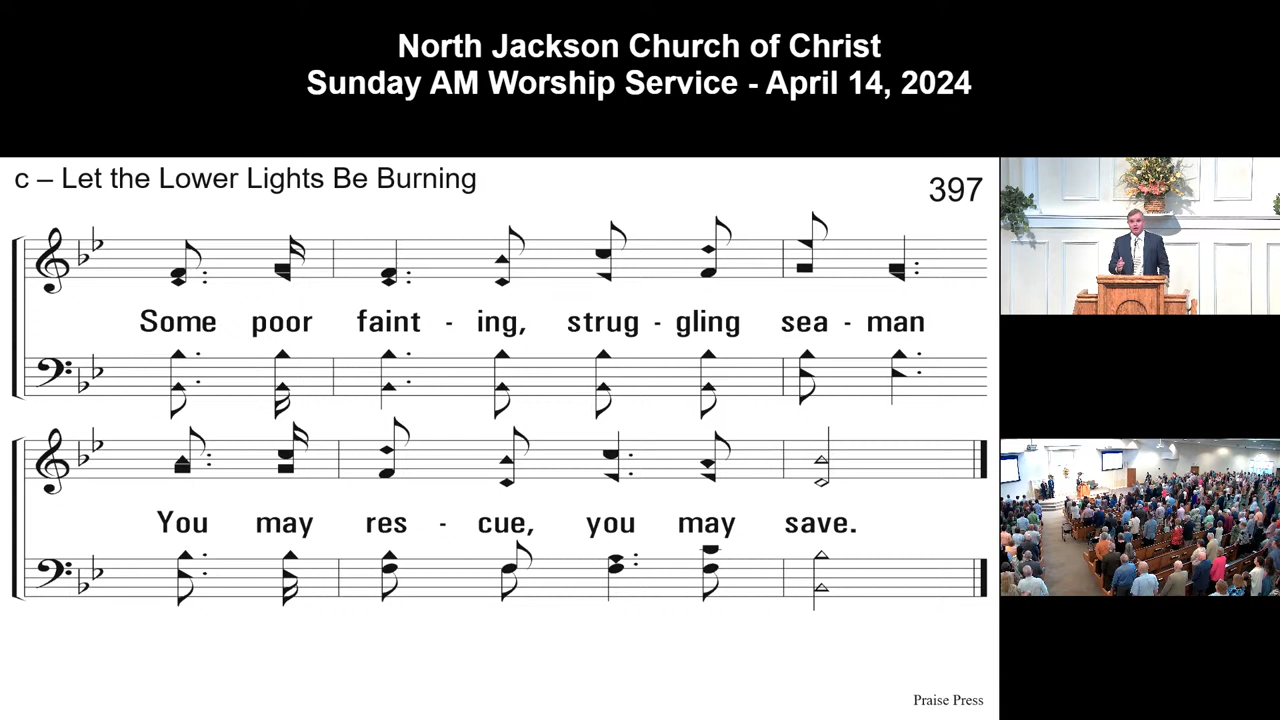 North Jackson Church of Christ
Sunday AM Worship Service - April 14, 2024
c – Let the Lower Lights Be Burning
397
Some poor faint - ing, strug - gling sea - man
You may res - cue, you may save.
Praise Press